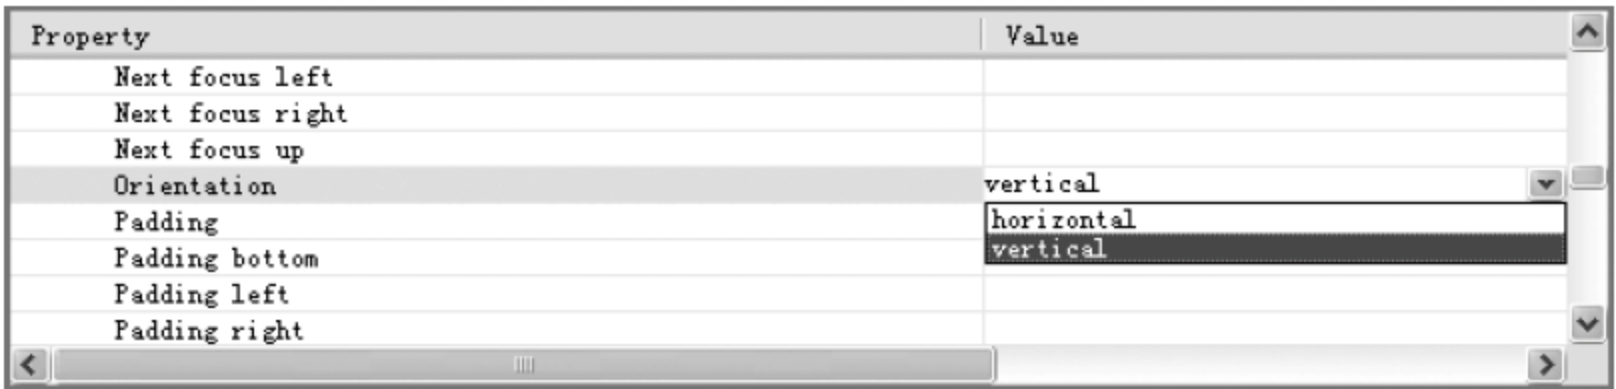 Property Value
Next focus left
Next focus right
Next focus up
Orientation vertical
Padding horizontal
Padding bottom vertical
Padding left
Padding right